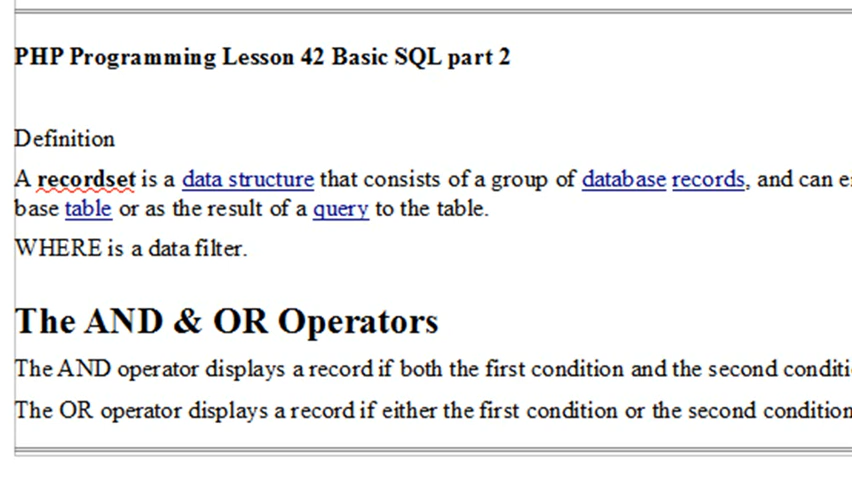 PHP Programming Lesson 42 Basic SQL part 2
Definition
A recordset is a data structure that consists of a group of database records, and can
base table or as the result of a query to the table.
WHERE is a data filter.
The AND & OR Operators
The AND operator displays a record if both the first condition and the second
The OR operator displays a record if either the first condition or the second condition